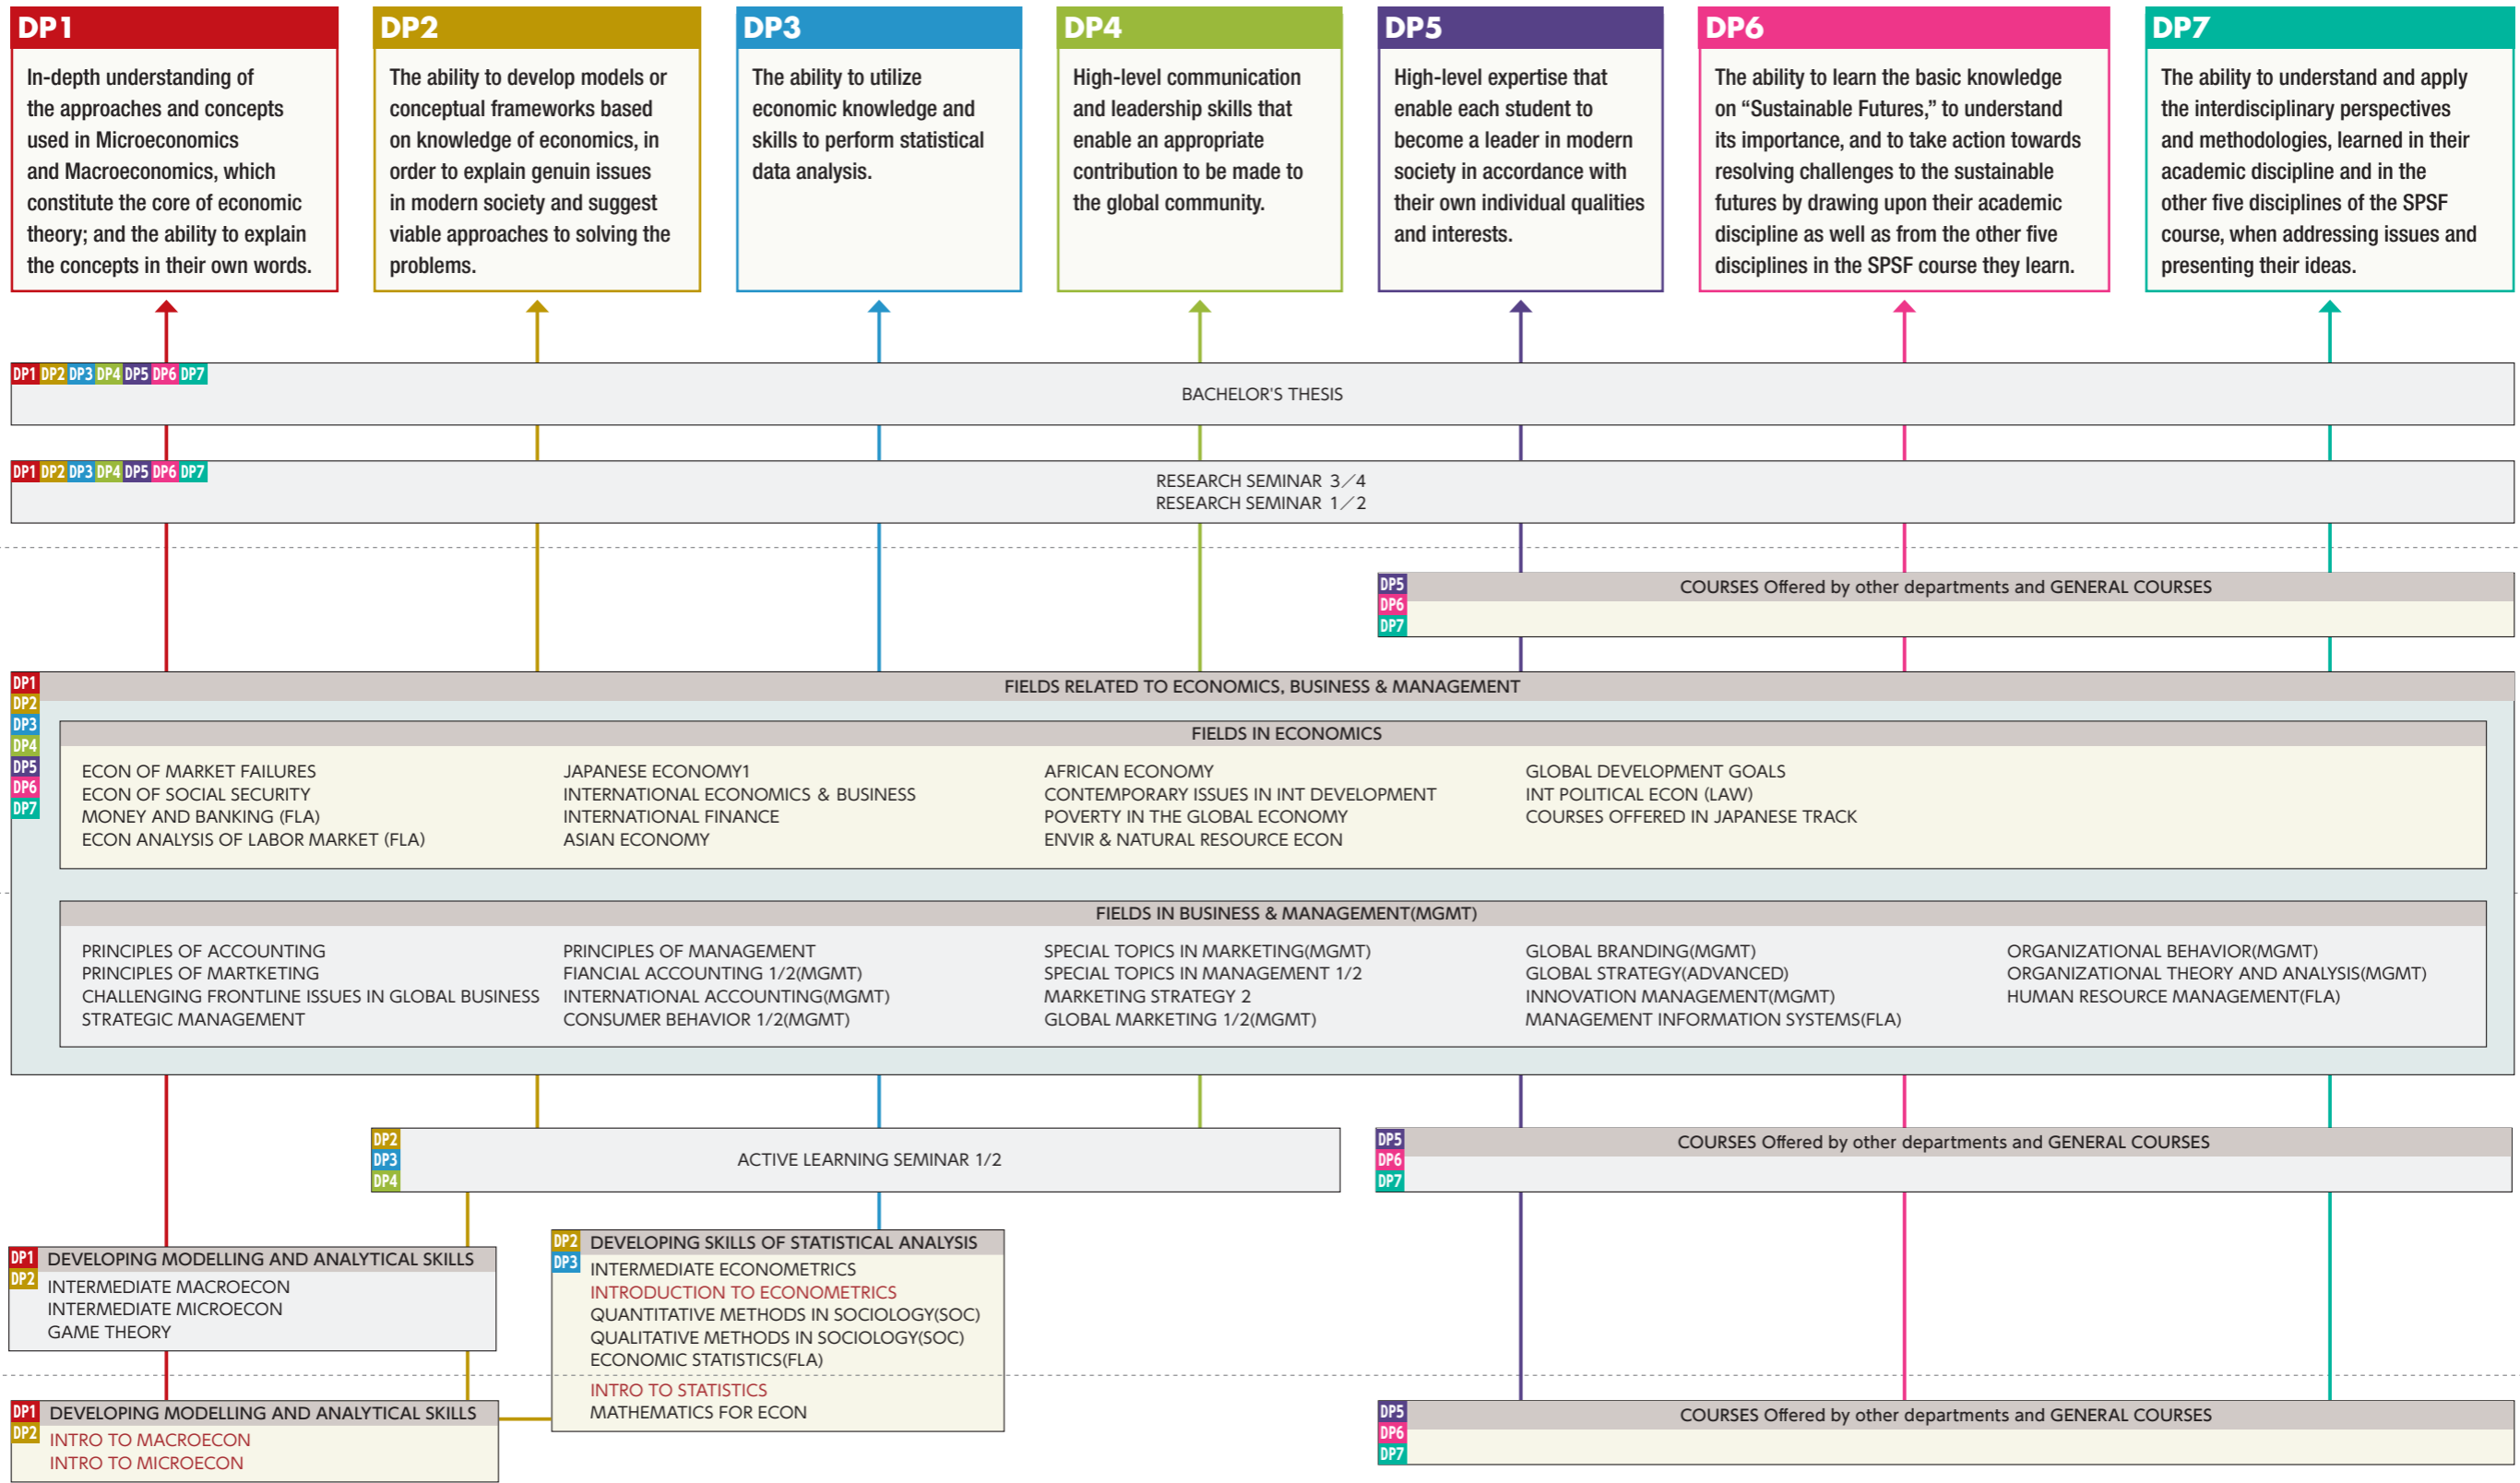 DP1
In-depth understanding of
the approaches and concepts
used in Microeconomics
and Macroeconomics, which
constitute the core of economic
theory; and the ability to explain
the concepts in their own words.
DP2
The ability to develop models or
conceptual frameworks based
on knowledge of economics, in
order to explain genuin issues
in modern society and suggest
viable approaches to solving the
problems.
DP3
The ability to utilize
economic knowledge and
skills to perform statistical
data analysis.
DP4
High-level communication
and leadership skills that
enable an appropriate
contribution to be made to
the global community.
DP5
High-level expertise that
enable each student to
become a leader in modern
society in accordance with
their own individual qualities
and interests.
DP6
The ability to learn the basic knowledge
on “Sustainable Futures,” to understand
its importance, and to take action towards
resolving challenges to the sustainable
futures by drawing upon their academic
discipline as well as from the other five
disciplines in the SPSF course they learn.
DP7
The ability to understand and apply
the interdisciplinary perspectives
and methodologies, learned in their
academic discipline and in the
other five disciplines of the SPSF
course, when addressing issues and
presenting their ideas.
DP1 DP2 DP3 DP4 DP5 DP6 DP7
BACHELOR'S THESIS
DP1 DP2 DP3 DP4 DP5 DP6 DP7
RESEARCH SEMINAR 3／4
RESEARCH SEMINAR 1／2
DP5
DP6
DP7
COURSES Offered by other departments and GENERAL COURSES
DP1
DP2
DP3
DP4
DP5
DP6
DP7
FIELDS RELATED TO ECONOMICS, BUSINESS & MANAGEMENT
FIELDS IN ECONOMICS
ECON OF MARKET FAILURES
ECON OF SOCIAL SECURITY
MONEY AND BANKING (FLA)
ECON ANALYSIS OF LABOR MARKET (FLA)
JAPANESE ECONOMY1
INTERNATIONAL ECONOMICS & BUSINESS
INTERNATIONAL FINANCE
ASIAN ECONOMY
AFRICAN ECONOMY
CONTEMPORARY ISSUES IN INT DEVELOPMENT
POVERTY IN THE GLOBAL ECONOMY
ENVIR & NATURAL RESOURCE ECON
GLOBAL DEVELOPMENT GOALS
INT POLITICAL ECON (LAW)
COURSES OFFERED IN JAPANESE TRACK
FIELDS IN BUSINESS & MANAGEMENT(MGMT)
PRINCIPLES OF ACCOUNTING
PRINCIPLES OF MARTKETING
CHALLENGING FRONTLINE ISSUES IN GLOBAL BUSINESS
STRATEGIC MANAGEMENT
PRINCIPLES OF MANAGEMENT
FIANCIAL ACCOUNTING 1/2(MGMT)
INTERNATIONAL ACCOUNTING(MGMT)
CONSUMER BEHAVIOR 1/2(MGMT)
SPECIAL TOPICS IN MARKETING(MGMT)
SPECIAL TOPICS IN MANAGEMENT 1/2
MARKETING STRATEGY 2
GLOBAL MARKETING 1/2(MGMT)
GLOBAL BRANDING(MGMT)
GLOBAL STRATEGY(ADVANCED)
INNOVATION MANAGEMENT(MGMT)
MANAGEMENT INFORMATION SYSTEMS(FLA)
ORGANIZATIONAL BEHAVIOR(MGMT)
ORGANIZATIONAL THEORY AND ANALYSIS(MGMT)
HUMAN RESOURCE MANAGEMENT(FLA)
DP2
DP3
DP4
ACTIVE LEARNING SEMINAR 1/2
DP5
DP6
DP7
COURSES Offered by other departments and GENERAL COURSES
DP1
DP2
DEVELOPING MODELLING AND ANALYTICAL SKILLS
INTERMEDIATE MACROECON
INTERMEDIATE MICROECON
GAME THEORY
DP2
DP3
DEVELOPING SKILLS OF STATISTICAL ANALYSIS
INTERMEDIATE ECONOMETRICS
INTRODUCTION TO ECONOMETRICS
QUANTITATIVE METHODS IN SOCIOLOGY(SOC)
QUALITATIVE METHODS IN SOCIOLOGY(SOC)
ECONOMIC STATISTICS(FLA)
INTRO TO STATISTICS
MATHEMATICS FOR ECON
DP1
DP2
DEVELOPING MODELLING AND ANALYTICAL SKILLS
INTRO TO MACROECON
INTRO TO MICROECON
DP5
DP6
DP7
COURSES Offered by other departments and GENERAL COURSES